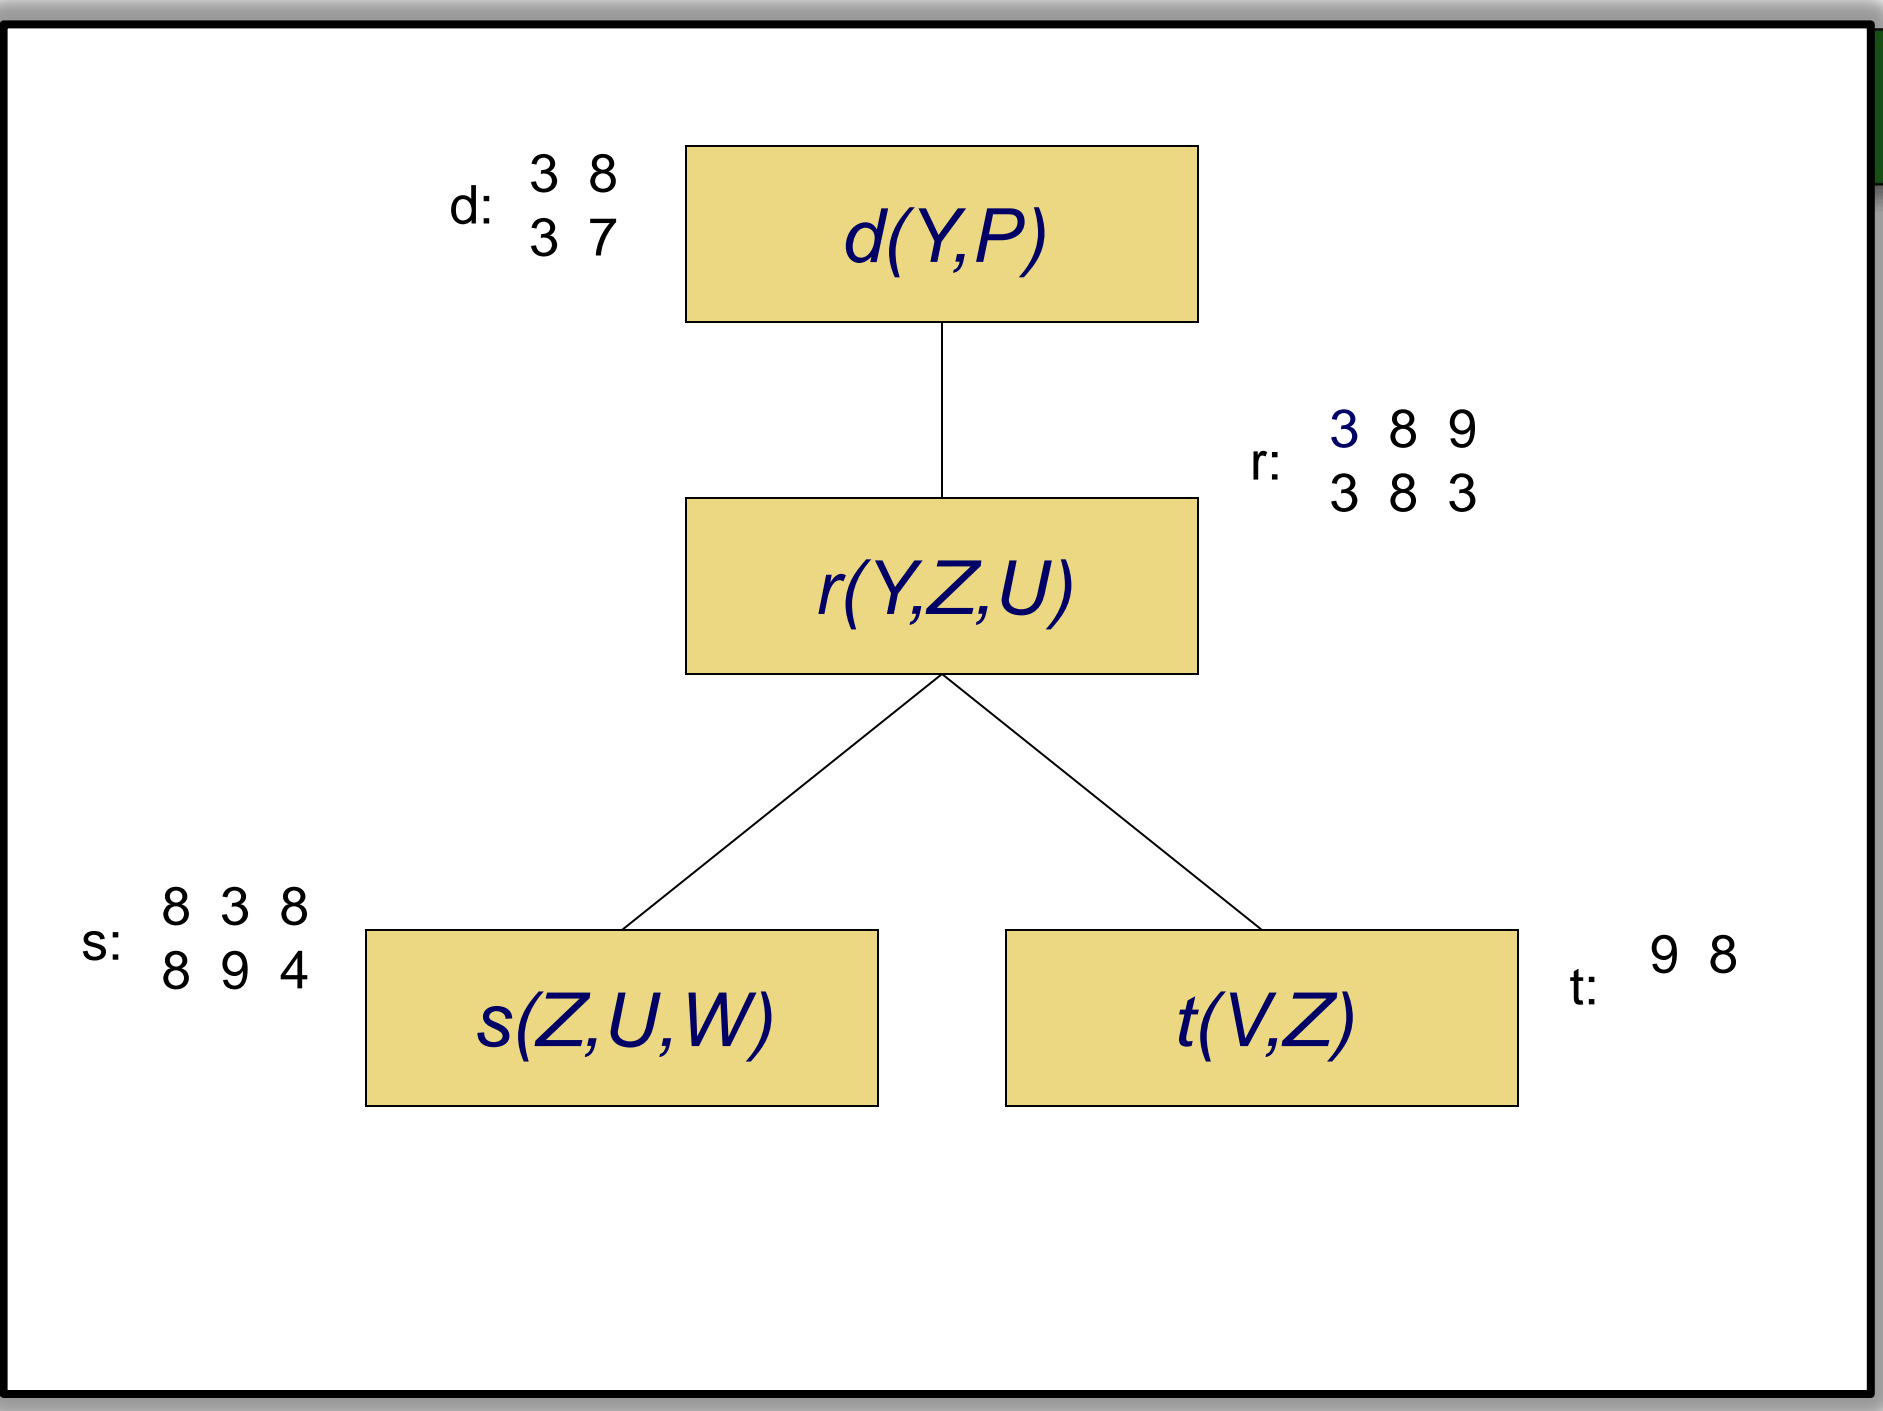 d:
3 8
3 7
d(Y,P)
r:
3 8 9
3 8 3
r(Y,Z,U)
s:
8 3 8
8 9 4
s(Z,U,W)
t(V,Z)
t:
9 8